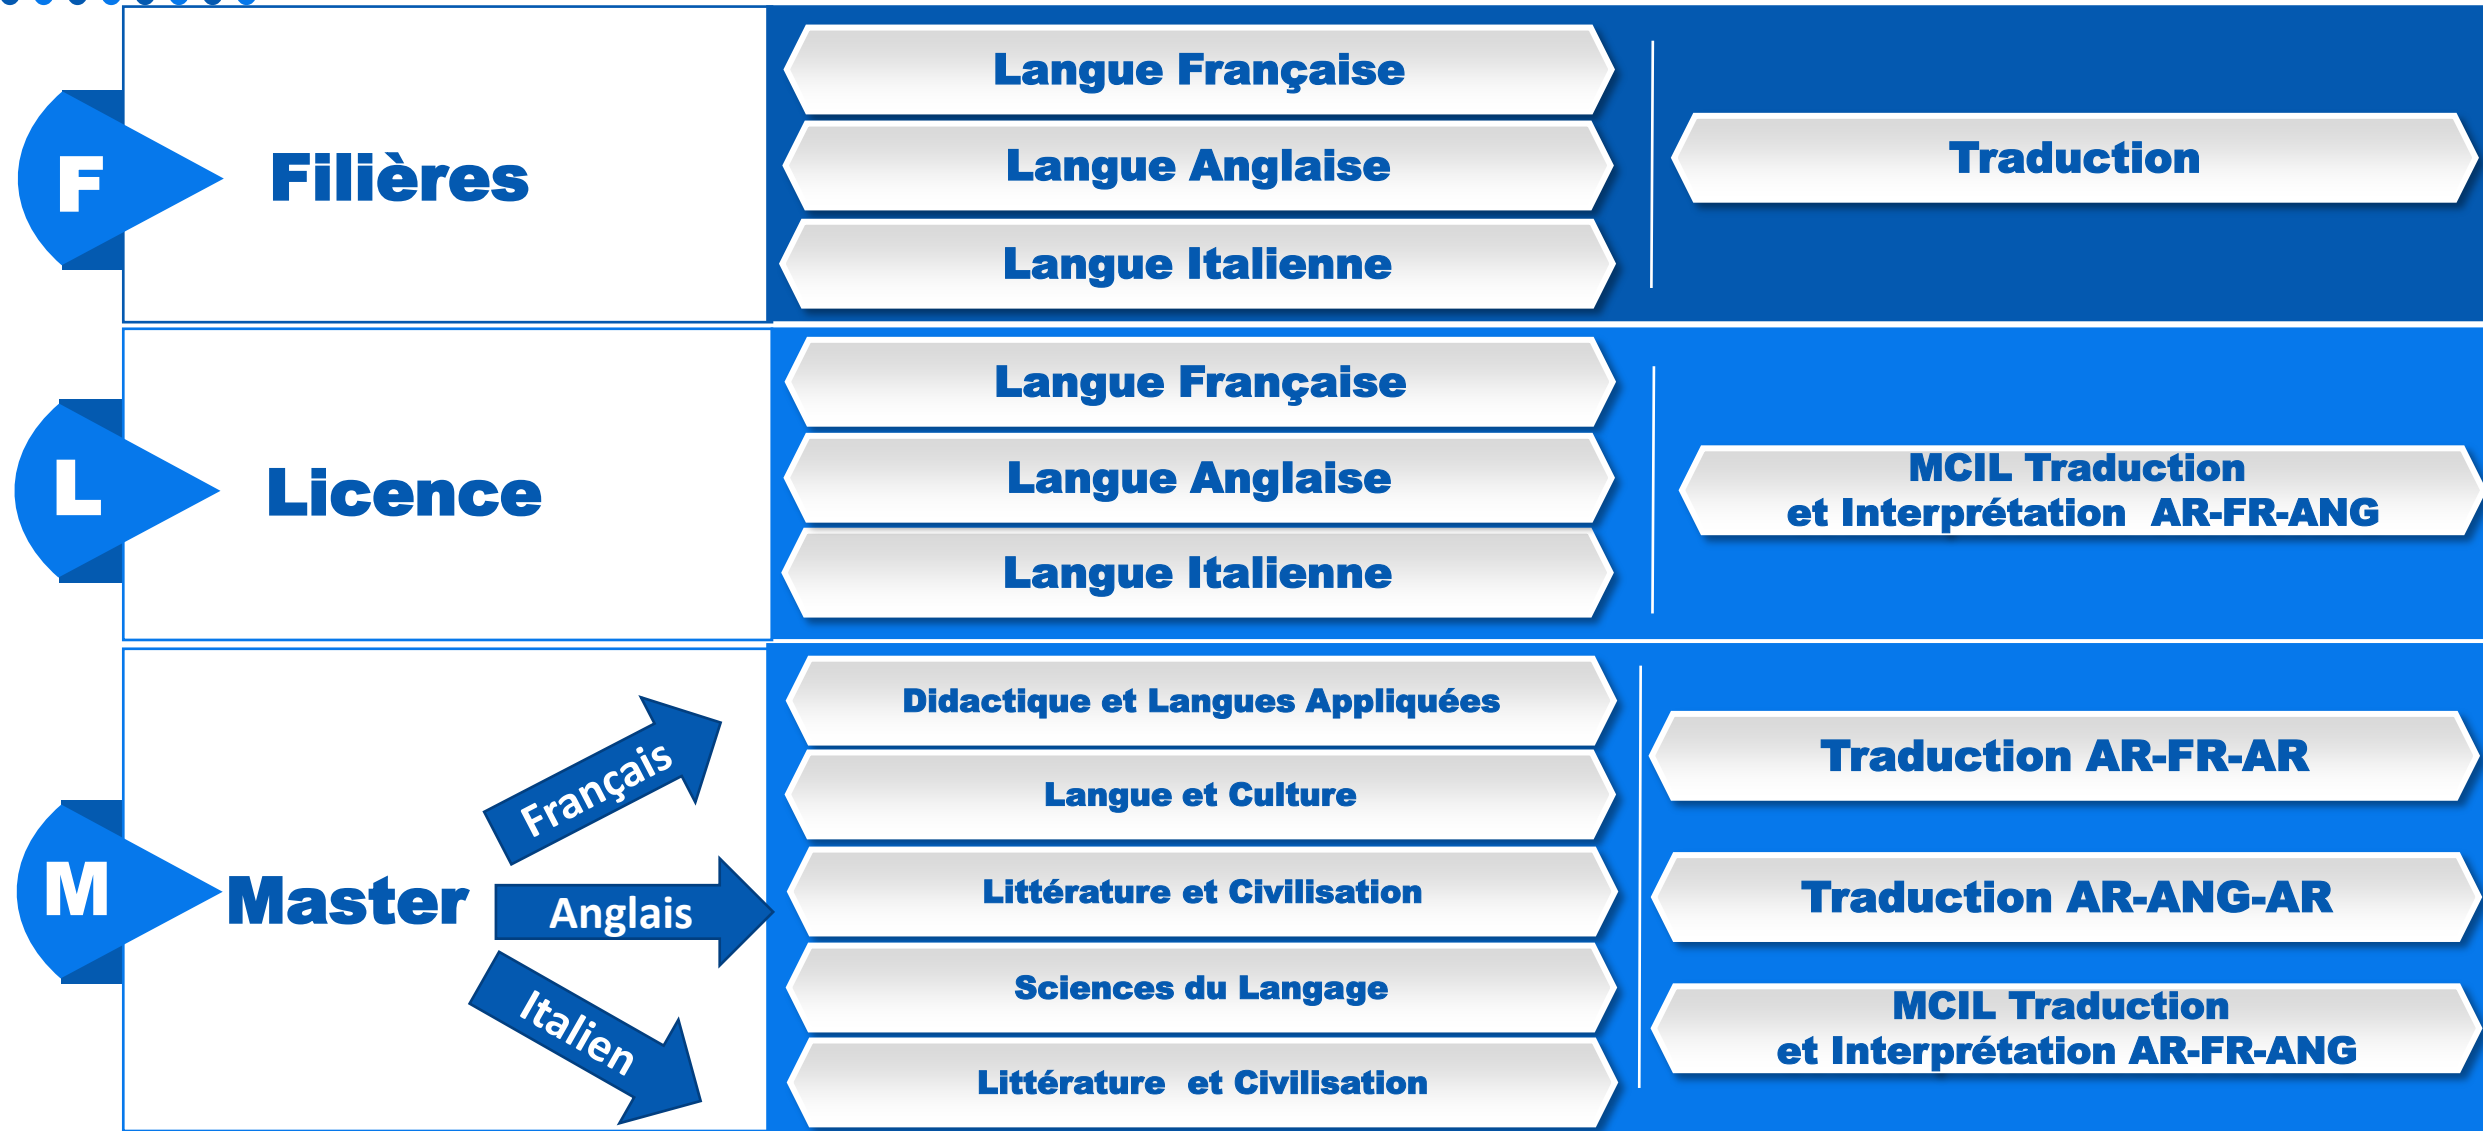 F
Filières
Langue Française
Langue Anglaise
Langue Italienne
Traduction
L
Licence
Langue Française
Langue Anglaise
Langue Italienne
MCIL Traduction
et Interprétation AR-FR-ANG
M
Master
Français
Anglais
Italien
Didactique et Langues Appliquées
Langue et Culture
Littérature et Civilisation
Sciences du Langage
Littérature et Civilisation
Traduction AR-FR-AR
Traduction AR-ANG-AR
MCIL Traduction
et Interprétation AR-FR-ANG